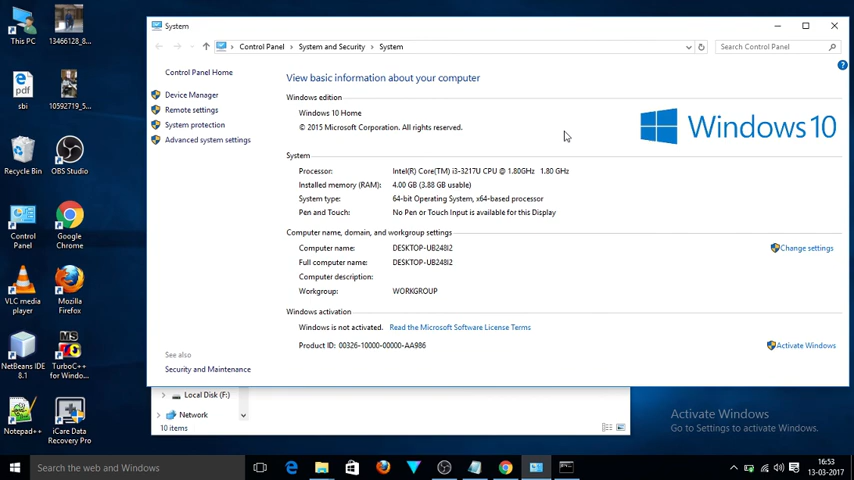 This PC
13466128_8...
sbi
10592719_5...
Recycle Bin
OBS Studio
Control
Panel
Google
Chrome
VLC media
player
Mozilla
Firefox
NetBeans IDE
8.1
TurboC++
for Windo...
Notepad++
iCare Data
Recovery Pro
System
Control Panel > System and Security > System
Search Control Panel
Control Panel Home
Device Manager
Remote settings
System protection
Advanced system settings
See also
Security and Maintenance
View basic information about your computer
Windows edition
Windows 10 Home
© 2015 Microsoft Corporation. All rights reserved.
Windows 10
System
Processor: Intel(R) Core(TM) i3-3217U CPU @ 1.80GHz 1.80 GHz
Installed memory (RAM): 4.00 GB (3.88 GB usable)
System type: 64-bit Operating System, x64-based processor
Pen and Touch: No Pen or Touch Input is available for this Display
Computer name, domain, and workgroup settings
Computer name: DESKTOP-UB248I2
Change settings
Full computer name: DESKTOP-UB248I2
Computer description:
Workgroup: WORKGROUP
Windows activation
Windows is not activated. Read the Microsoft Software License Terms
Product ID: 00326-10000-00000-AA986
Activate Windows
Local Disk (F:)
Network
10 items
Activate Windows
Go to Settings to activate Windows.
Search the web and Windows
16:53
13-03-2017